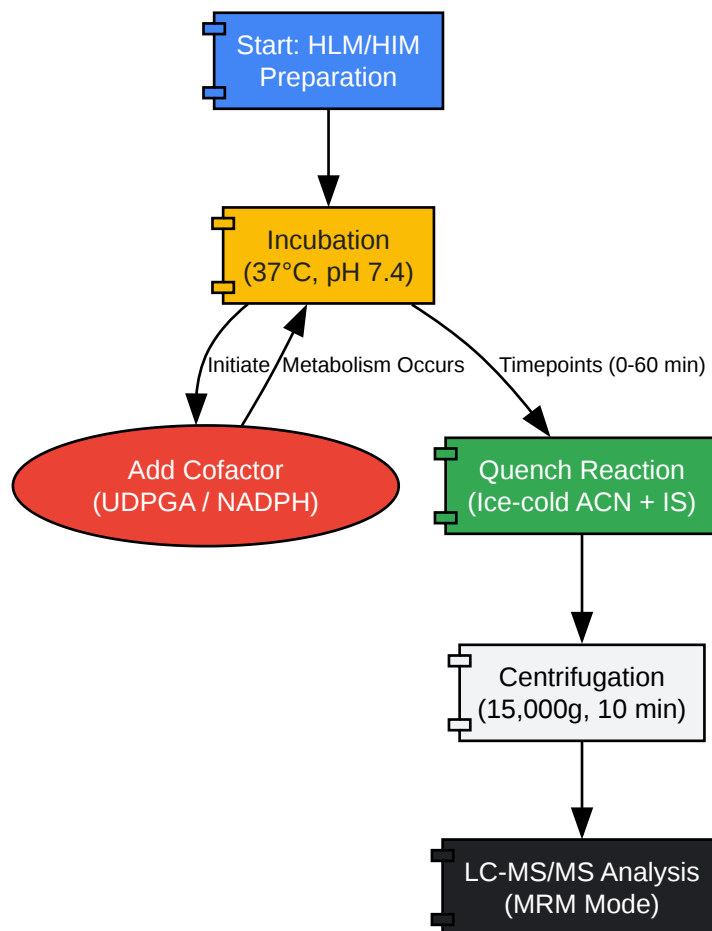 Start: HLM/HIM
Preparation
Incubation
(37°C, pH 7.4)
Initiate
Metabolism Occurs
Timepoints (0-60 min)
Add Cofactor
(UDPGA / NADPH)
Quench Reaction
(Ice-cold ACN + IS)
Centrifugation
(15,000g, 10 min)
LC-MS/MS Analysis
(MRM Mode)